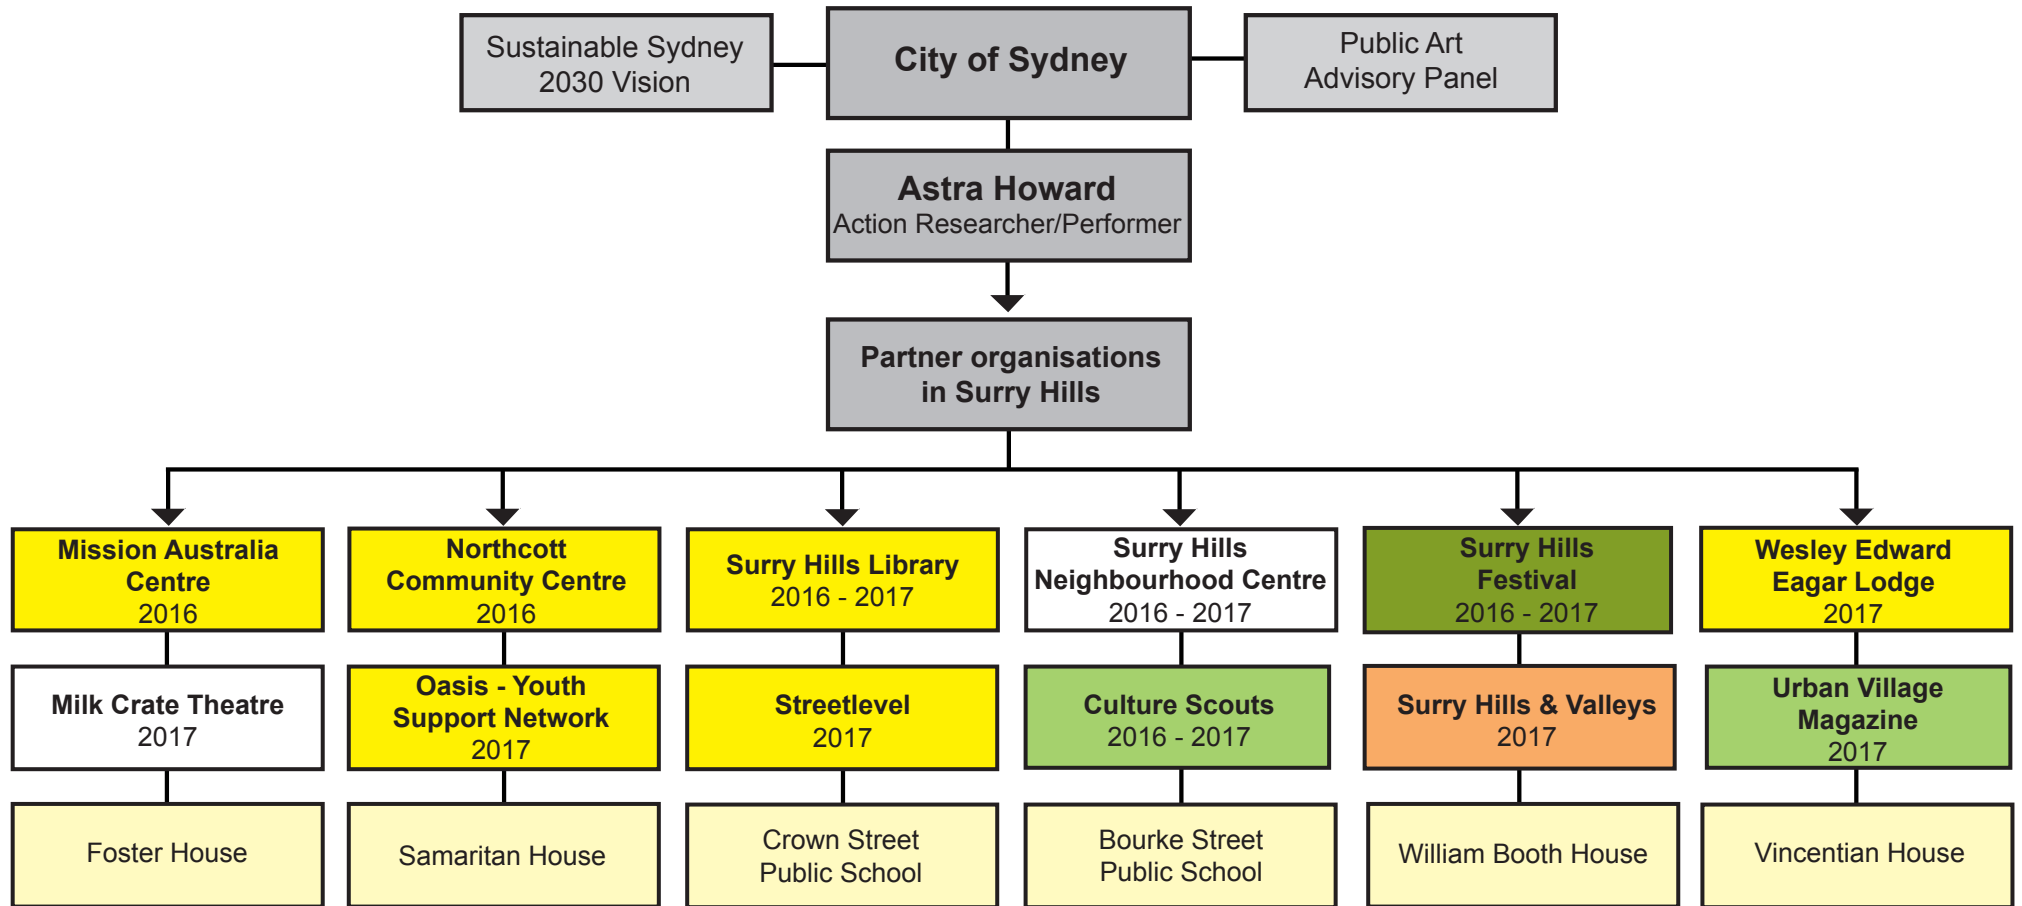 Sustainable Sydney
2030 Vision
City of Sydney
Public Art
Advisory Panel
Astra Howard
Action Researcher/Performer
Partner organisations
in Surry Hills
Mission Australia
Centre
2016
Northcott
Community Centre
2016
Surry Hills Library
2016 - 2017
Surry Hills
Neighbourhood Centre
2016 - 2017
Surry Hills
Festival
2016 - 2017
Wesley Edward
Eagar Lodge
2017
Milk Crate Theatre
2017
Oasis - Youth
Support Network
2017
Streetlevel
2017
Culture Scouts
2016 - 2017
Surry Hills & Valleys
2017
Urban Village
Magazine
2017
Foster House
Samaritan House
Crown Street
Public School
Bourke Street
Public School
William Booth House
Vincentian House